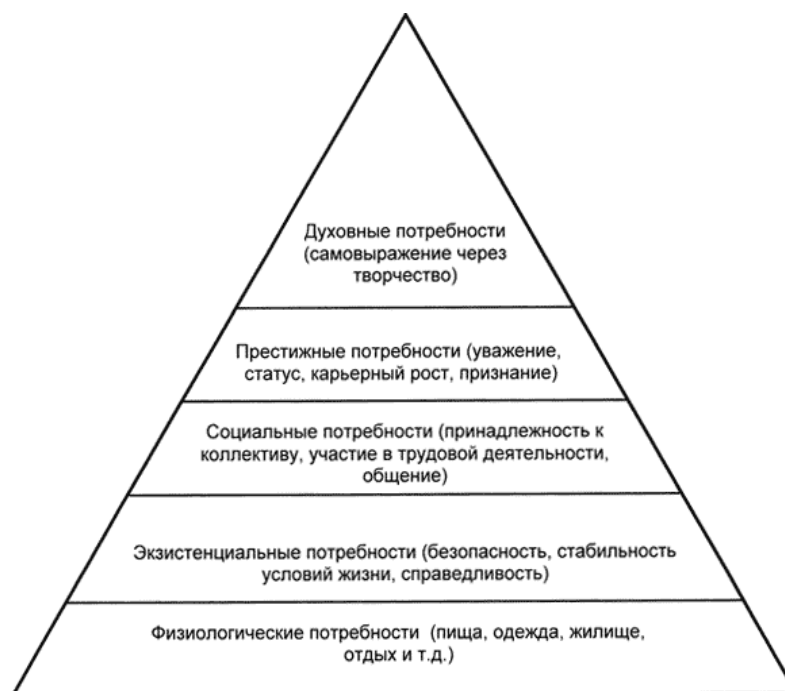 Духовные потребности
(самовыражение через
творчество)
Престижные потребности (уважение,
статус, карьерный рост, признание)
Социальные потребности (принадлежность к
коллективу, участие в трудовой деятельности,
общение)
Экзистенциальные потребности (безопасность, стабильность
условий жизни, справедливость)
Физиологические потребности (пища, одежда, жилище,
отдых и т.д.)